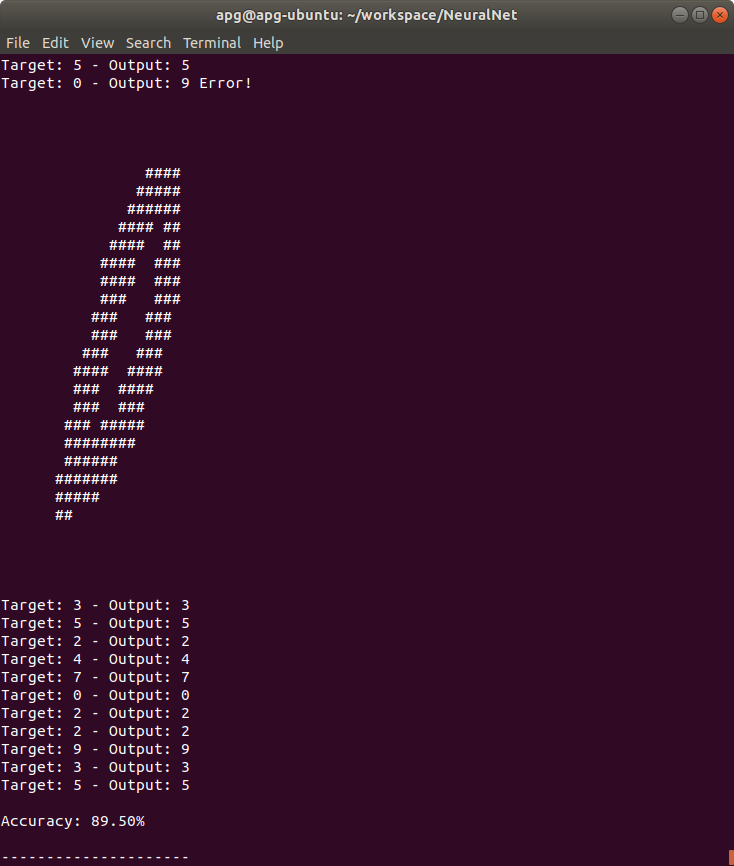 apg@apg-ubuntu: ~/workspace/NeuralNet
File Edit View Search Terminal Help
Target: 5 - Output: 5
Target: 0 - Output: 9 Error!
                ####
               #####
              ######
             #### ##
            ####  ##
           ####  ###
           ####  ###
           ###   ###
          ###   ###
          ###   ###
         ###   ###
        ####  ####
        ###  ####
        ###  ###
       ### #####
       ########
       ######
      #######
      #####
      ##
Target: 3 - Output: 3
Target: 5 - Output: 5
Target: 2 - Output: 2
Target: 4 - Output: 4
Target: 7 - Output: 7
Target: 0 - Output: 0
Target: 2 - Output: 2
Target: 2 - Output: 2
Target: 9 - Output: 9
Target: 3 - Output: 3
Target: 5 - Output: 5
Accuracy: 89.50%
---------------------